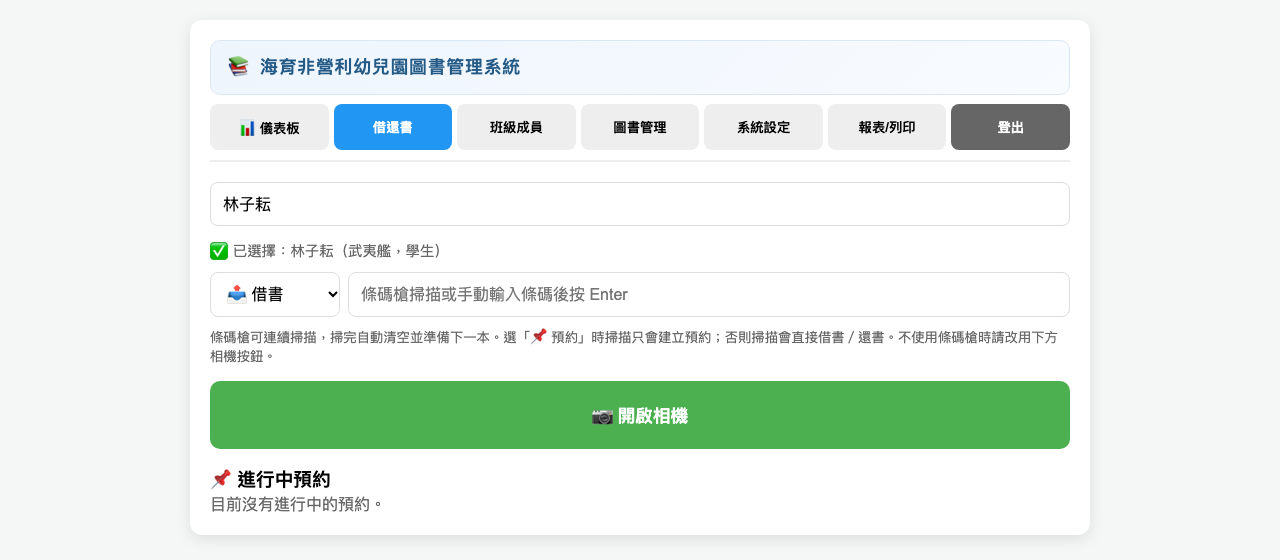 📚 海育非營利幼兒園圖書管理系統
📊 儀表板 借還書 班級成員 圖書管理 系統設定 報表/列印 登出
林子耘
✅ 已選擇：林子耘（武夷艦，學生）
📤 借書 條碼槍掃描或手動輸入條碼後按 Enter
條碼槍可連續掃描，掃完自動清空並準備下一本。選「📌 預約」時掃描只會建立預約；否則掃描會直接借書 / 還書。不使用條碼槍時請改用下方
相機按鈕。
📷 開啟相機
📌 進行中預約
目前沒有進行中的預約。